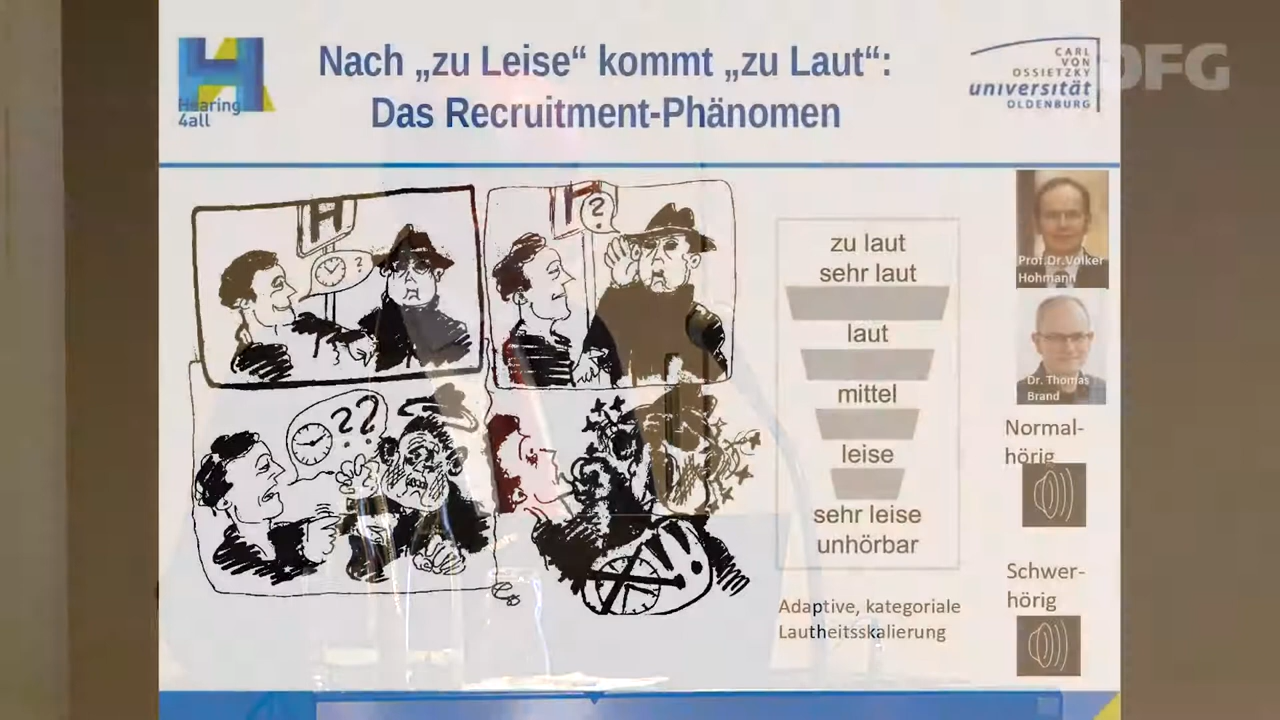 Nach „zu Leise“ kommt „zu Laut“:
Das Recruitment-Phänomen
Hearing
4all
CARL
VON
OSSIETZKY
universität
OLDENBURG
DFG
H
?
H
?
??
!
zu laut
sehr laut
laut
mittel
leise
sehr leise
unhörbar
Adaptive, kategoriale
Lautheitsskalierung
Prof.Dr.Volker
Hohmann
Dr. Thomas
Brand
Normal-
hörig
Schwer-
hörig